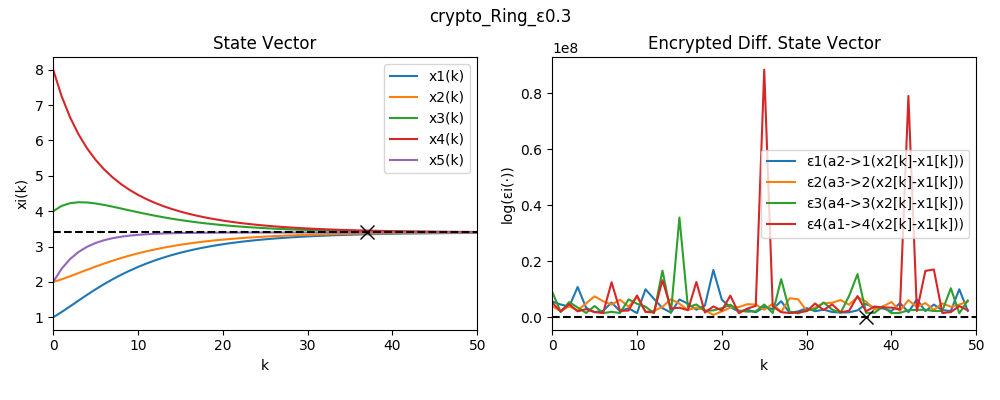 crypto_Ring_ε0.3
State Vector
8
7
6
5
4
3
2
1
xi(k)
0
10
20
30
40
50
k
x1(k)
x2(k)
x3(k)
x4(k)
x5(k)
Encrypted Diff. State Vector
1e8
0.8
0.6
0.4
0.2
0.0
log(εi(·))
0
10
20
30
40
50
k
ε1(a2->1(x2[k]-x1[k]))
ε2(a3->2(x2[k]-x1[k]))
ε3(a4->3(x2[k]-x1[k]))
ε4(a1->4(x2[k]-x1[k]))